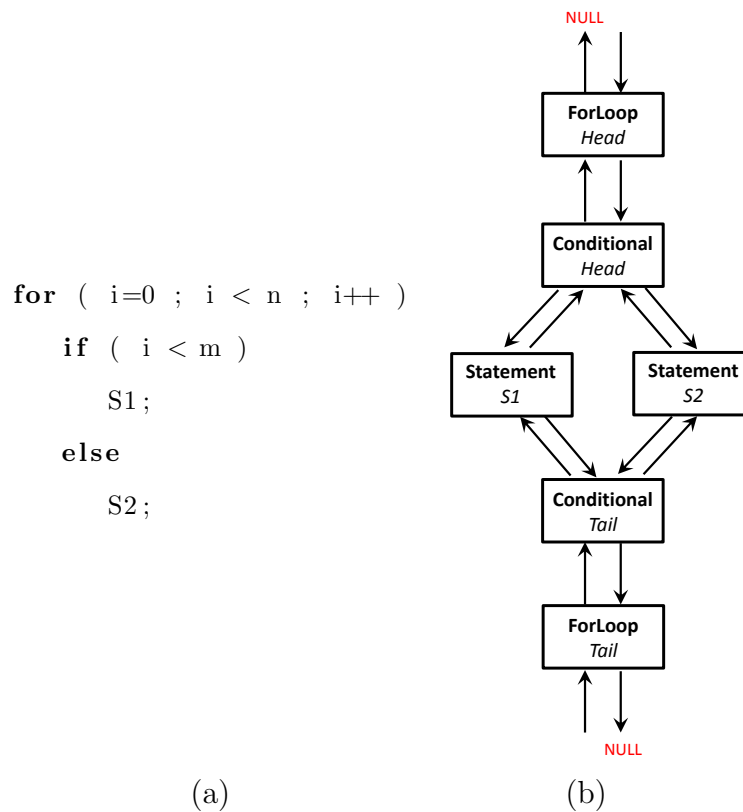 for ( i=0 ; i < n ; i++ )
if ( i < m )
S1;
else
S2;
(a)
NULL
ForLoop
Head
Conditional
Head
Statement
S1
Statement
S2
Conditional
Tail
ForLoop
Tail
NULL
(b)